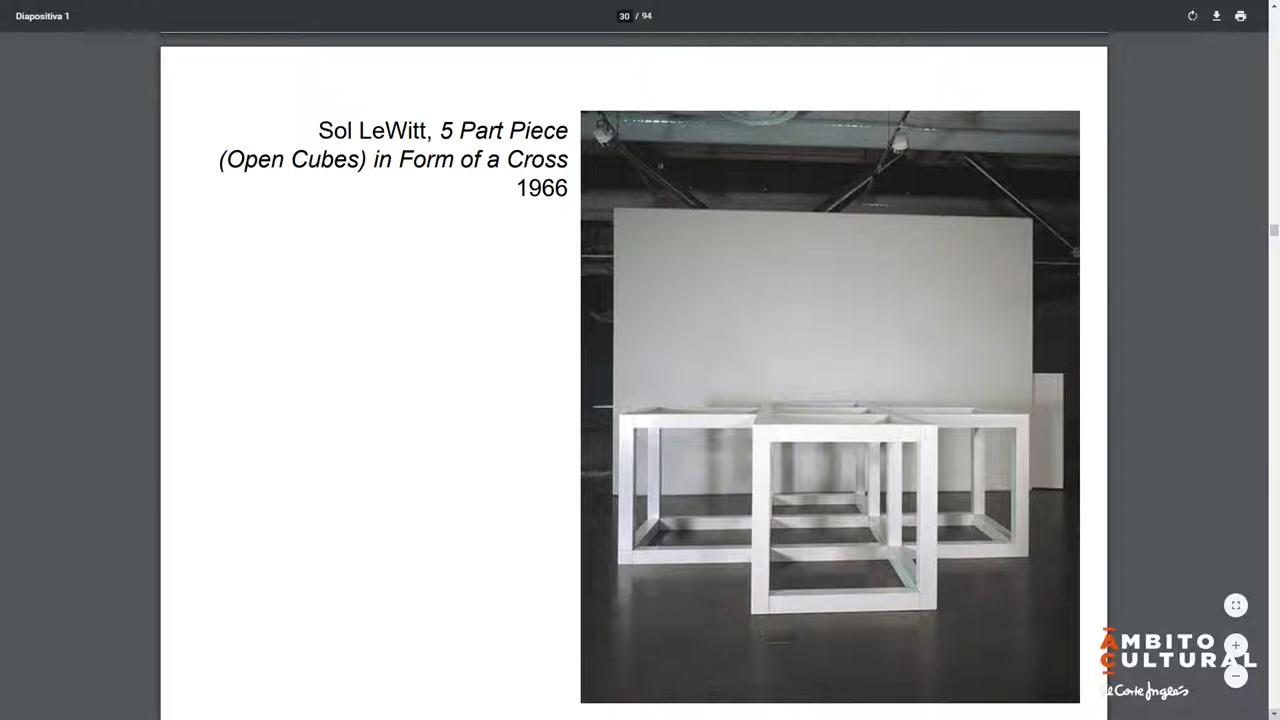 Diapositiva 1
30 / 94
Sol LeWitt, 5 Part Piece
(Open Cubes) in Form of a Cross
1966
ÁMBITO
CULTURAL
El Corte Inglés